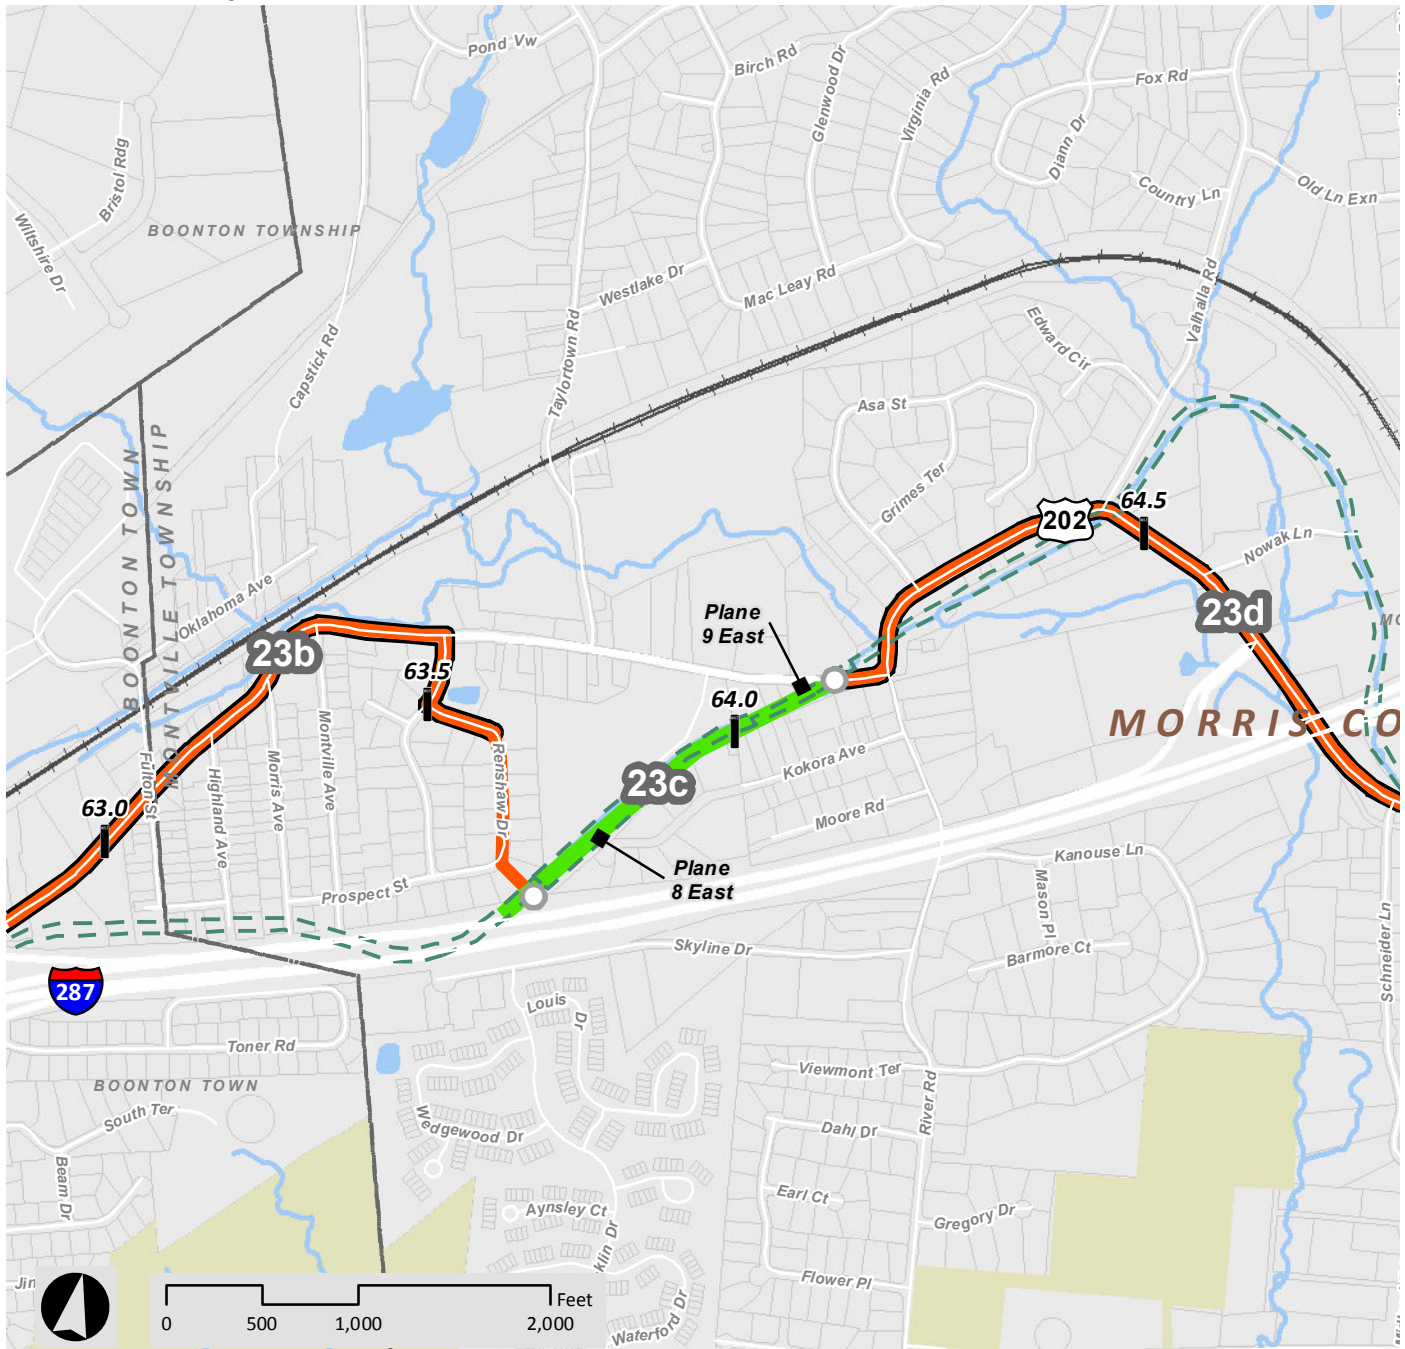 Pond Vw
Birch Rd
Glenwood Dr
Virginia Rd
Fox Rd
Diann Dr
Country Ln
Old Ln Exn
Bristol Rdg
Wiltshire Dr
BOONTON TOWNSHIP
Westlake Dr
Mac Leay Rd
Valhalla Rd
Edward Cir
Capstick Rd
Taylortown Rd
Asa St
Grimes Ter
BOONTON TOWN
MONTVILLE TOWNSHIP
202
64.5
Nowak Ln
Oklahoma Ave
23b
63.5
Plane
9 East
23d
64.0
MORRIS CO
Fulton St
Highland Ave
Morris Ave
Montville Ave
Renshaw Dr
23c
Kokora Ave
63.0
Moore Rd
Plane
8 East
Prospect St
Kanouse Ln
Mason Pl
Barmore Ct
Skyline Dr
Schneider Ln
287
Louis
Dr
Toner Rd
BOONTON TOWN
South Ter
Viewmont Ter
River Rd
Wedgewood Dr
Dahl Dr
Beam Dr
Earl Ct
Aynsley Ct
Gregory Dr
klin Dr
Flower Pl
Waterford Dr
Jin
Feet
0 500 1,000 2,000